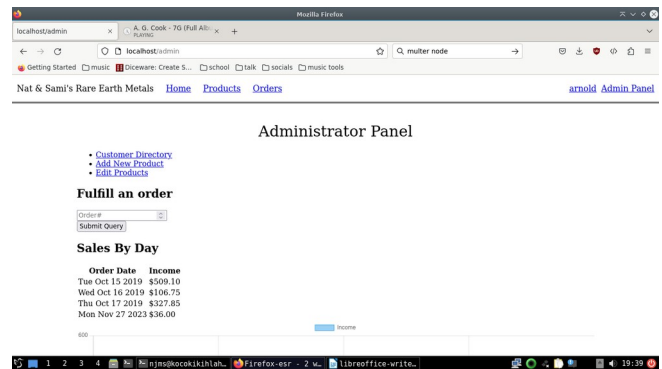 Mozilla Firefox
localhost/admin
A. G. Cook - 7G (Full Albu
PLAYING
localhost/admin
multer node
Getting Started music Diceware: Create S... school talk socials music tools
Nat & Sami's Rare Earth Metals Home Products Orders arnold Admin Panel
Administrator Panel
Customer Directory
Add New Product
Edit Products
Fulfill an order
Order#
Submit Query
Sales By Day
Order Date Income
Tue Oct 15 2019 $509.10
Wed Oct 16 2019 $106.75
Thu Oct 17 2019 $327.85
Mon Nov 27 2023 $36.00
Income
600
1 2 3 4 njms@kocokikihlah… Firefox-esr - 2 w… libreoffice-write… 19:39